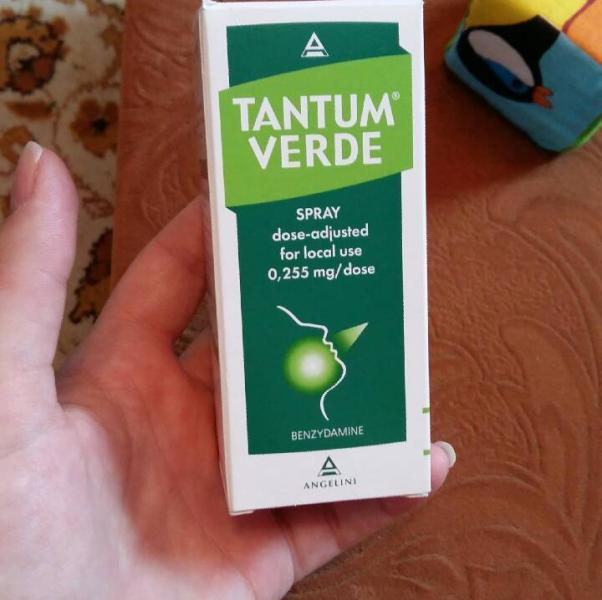 TANTUM®
VERDE
SPRAY
dose-adjusted
for local use
0,255 mg/dose
BENZYDAMINE
ANGELINI